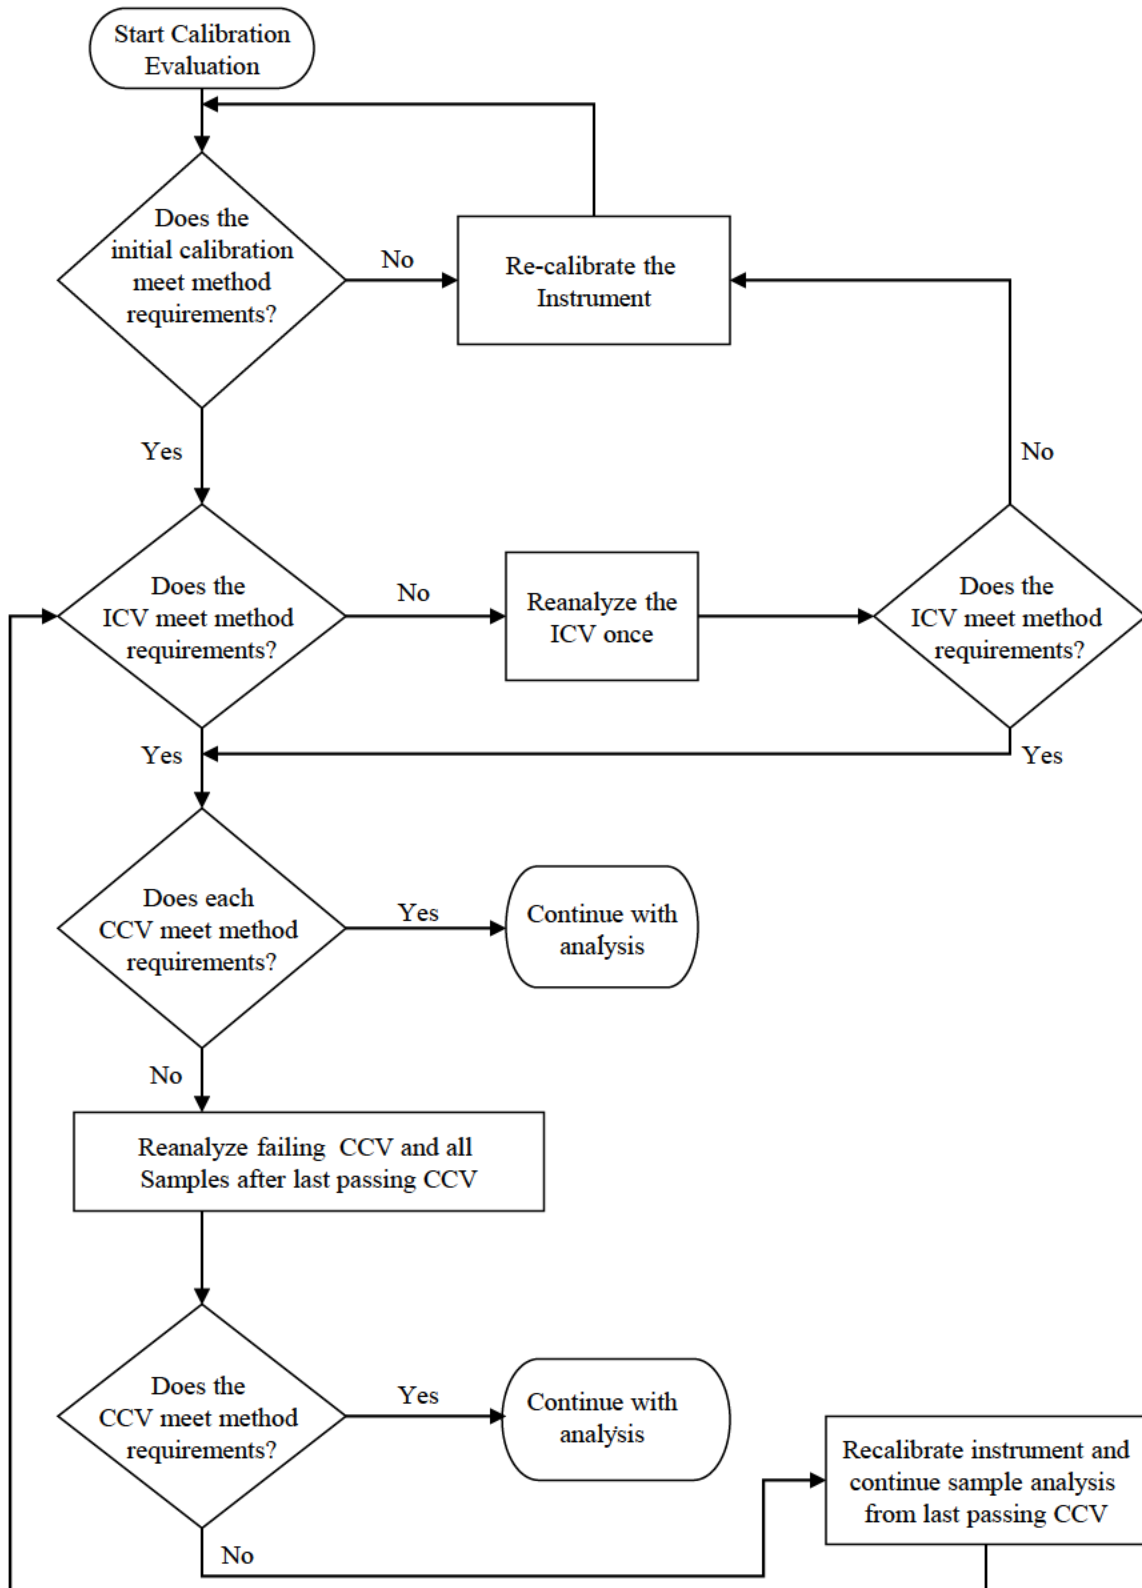 Start Calibration
Evaluation
Does the
initial calibration
meet method
requirements?
No
Re-calibrate the
Instrument
Yes
No
Does the
ICV meet method
requirements?
No
Reanalyze the
ICV once
Does the
ICV meet method
requirements?
Yes
Yes
Does each
CCV meet method
requirements?
Yes
Continue with
analysis
No
Reanalyze failing CCV and all
Samples after last passing CCV
Does the
CCV meet method
requirements?
Yes
Continue with
analysis
Recalibrate instrument and
continue sample analysis
from last passing CCV
No